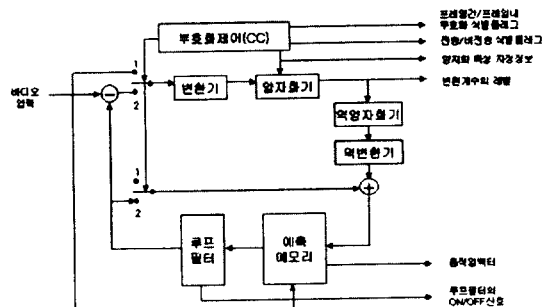 프레임간/프레임내
부호화 식별플래그
부호화제어(CC)
전송/비전송 식별플래그
양자화 특성 지정정보
1
비디오
입력
2
변환기
양자화기
변환계수의 레벨
역양자화기
역변환기
1
2
루프
필터
예측
메모리
움직임벡터
루프필터의
ON/OFF신호